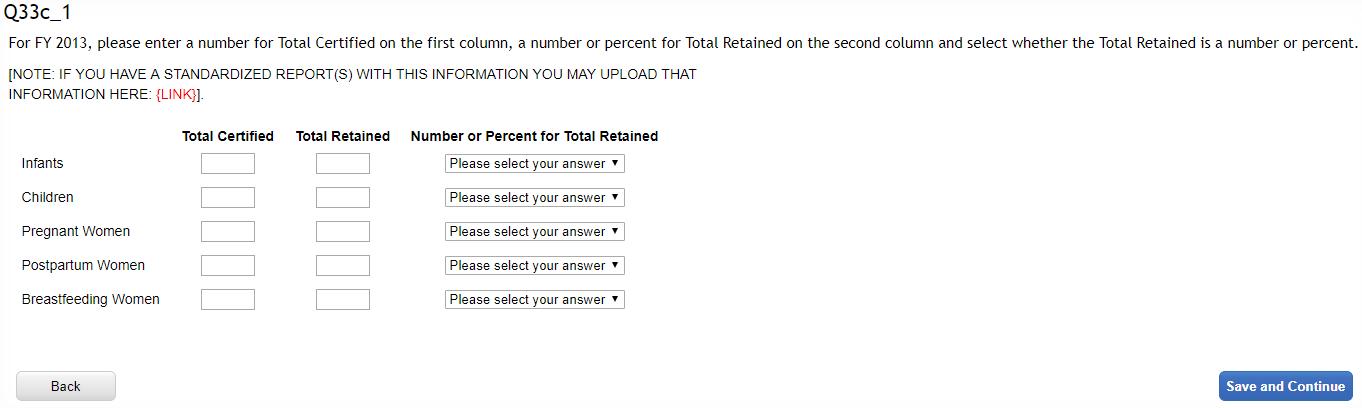 Q33c_1
For FY 2013, please enter a number for Total Certified on the first column, a number or percent for Total Retained on the second column and select whether the Total Retained is a number or percent.
[NOTE: IF YOU HAVE A STANDARDIZED REPORT(S) WITH THIS INFORMATION YOU MAY UPLOAD THAT
INFORMATION HERE: {LINK}].
Total Certified Total Retained Number or Percent for Total Retained
Infants Please select your answer
Children Please select your answer
Pregnant Women Please select your answer
Postpartum Women Please select your answer
Breastfeeding Women Please select your answer
Back Save and Continue